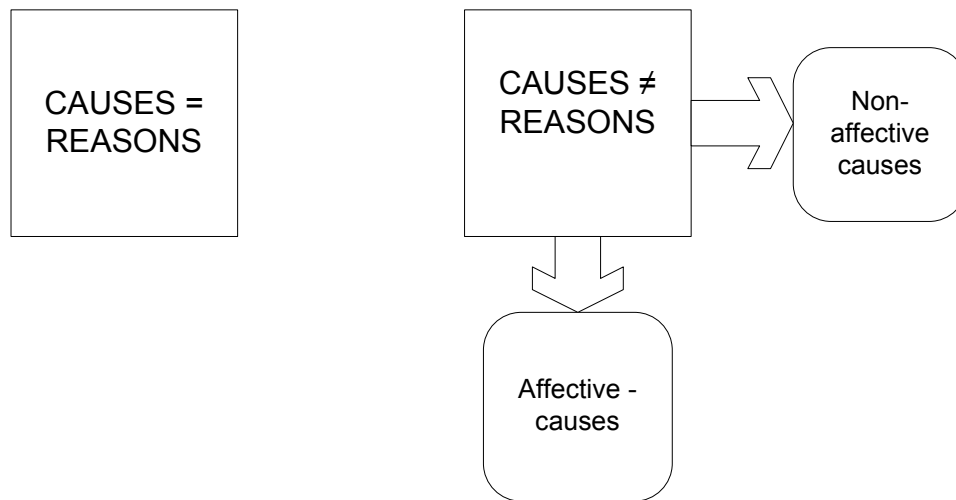 CAUSES =
REASONS
CAUSES ≠
REASONS
Non-
affective
causes
Affective -
causes